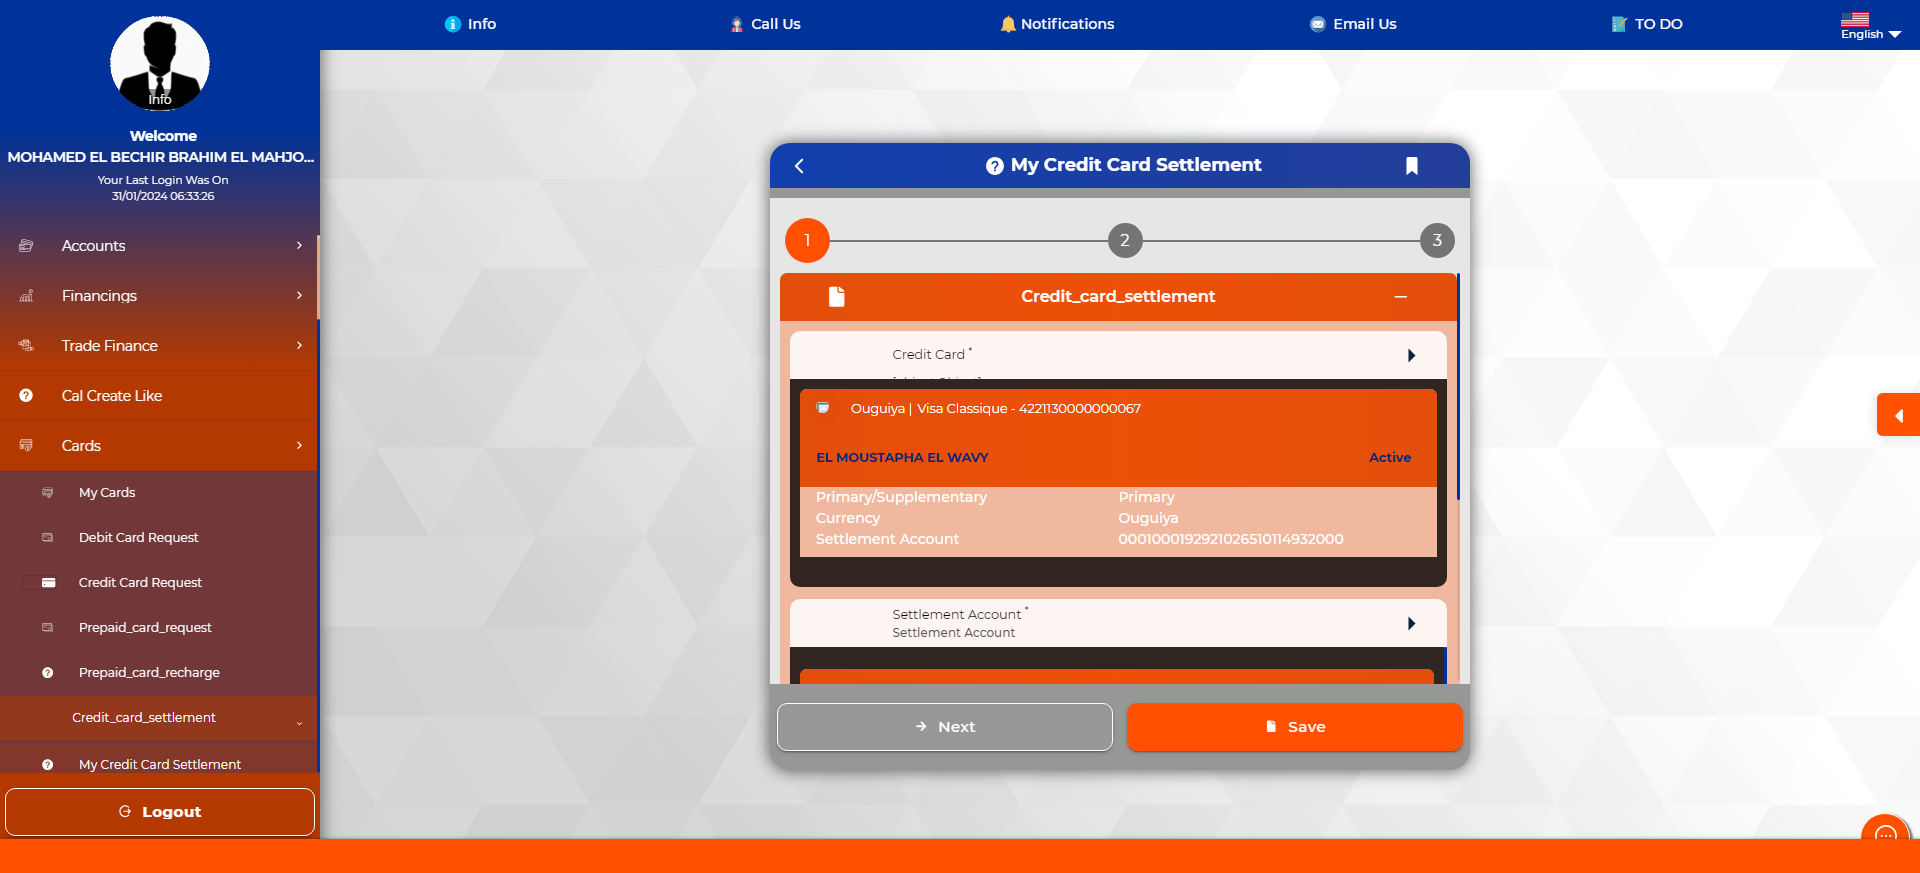 Info
Call Us
Notifications
Email Us
TO DO
English
Info
Welcome
MOHAMED EL BECHIR BRAHIM EL MAHJO...
Your Last Login Was On
31/01/2024 06:33:26
Accounts
Financings
Trade Finance
Cal Create Like
Cards
My Cards
Debit Card Request
Credit Card Request
Prepaid_card_request
Prepaid_card_recharge
Credit_card_settlement
My Credit Card Settlement
Logout
My Credit Card Settlement
1
2
3
Credit_card_settlement
Credit Card *
Ouguiya | Visa Classique - 4221130000000067
EL MOUSTAPHA EL WAVY
Active
Primary/Supplementary
Primary
Currency
Ouguiya
Settlement Account
00010001929210265101149320​00
Settlement Account *
Settlement Account
Next
Save